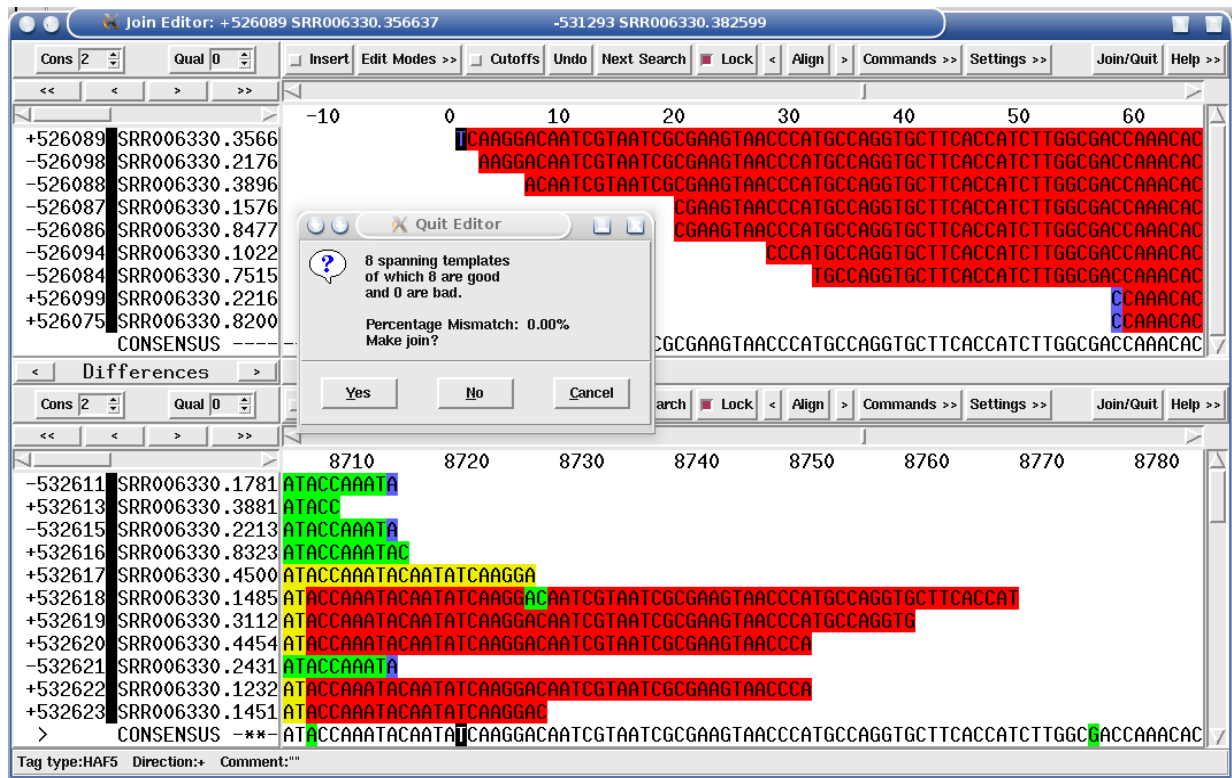 Join Editor: +526089 SRR006330.356637 -531293 SRR006330.382599
Cons 2 Qual 0 Insert Edit Modes >> Cutoffs Undo Next Search Lock < Align > Commands >> Settings >> Join/Quit Help >>
<< < > >>
-10 0 10 20 30 40 50 60
+526089 SRR006330.3566 TCAAGGACAATCGTAATCGCGAAGTAACCCATGCCAGGTGCTTCACCATCTTGGCGACCAAACAC
-526098 SRR006330.2176 AAGGACAATCGTAATCGCGAAGTAACCCATGCCAGGTGCTTCACCATCTTGGCGACCAAACAC
-526088 SRR006330.3896 ACAATCGTAATCGCGAAGTAACCCATGCCAGGTGCTTCACCATCTTGGCGACCAAACAC
-526087 SRR006330.1576 CGAAGTAACCCATGCCAGGTGCTTCACCATCTTGGCGACCAAACAC
-526086 SRR006330.8477 CGAAGTAACCCATGCCAGGTGCTTCACCATCTTGGCGACCAAACAC
-526094 SRR006330.1022 CCCATGCCAGGTGCTTCACCATCTTGGCGACCAAACAC
-526084 SRR006330.7515 TGCCAGGTGCTTCACCATCTTGGCGACCAAACAC
+526099 SRR006330.2216 CCAAACAC
+526075 SRR006330.8200 CCAAACAC
CONSENSUS ---- CGCGAAGTAACCCATGCCAGGTGCTTCACCATCTTGGCGACCAAACAC
Quit Editor
8 spanning templates
of which 8 are good
and 0 are bad.
Percentage Mismatch: 0.00%
Make join?
Yes No Cancel
< Differences >
Cons 2 Qual 0 arch Lock < Align > Commands >> Settings >> Join/Quit Help >>
<< < > >>
8710 8720 8730 8740 8750 8760 8770 8780
-532611 SRR006330.1781 ATACCAAATA
+532613 SRR006330.3881 ATACC
-532615 SRR006330.2213 ATACCAAATA
+532616 SRR006330.8323 ATACCAAATAC
+532617 SRR006330.4500 ATACCAAATACAATATCAAGGA
+532618 SRR006330.1485 ATACCAAATACAATATCAAGGACAATCGTAATCGCGAAGTAACCCATGCCAGGTGCTTCACCAT
+532619 SRR006330.3112 ATACCAAATACAATATCAAGGACAATCGTAATCGCGAAGTAACCCATGCCAGGTG
+532620 SRR006330.4454 ATACCAAATACAATATCAAGGACAATCGTAATCGCGAAGTAACCCA
-532621 SRR006330.2431 ATACCAAATA
+532622 SRR006330.1232 ATACCAAATACAATATCAAGGACAATCGTAATCGCGAAGTAACCCA
+532623 SRR006330.1451 ATACCAAATACAATATCAAGGAC
> CONSENSUS -**- ATACCAAATACAATATCAAGGACAATCGTAATCGCGAAGTAACCCATGCCAGGTGCTTCACCATCTTGGCGACCAAACAC
Tag type:HAF5 Direction:+ Comment:""